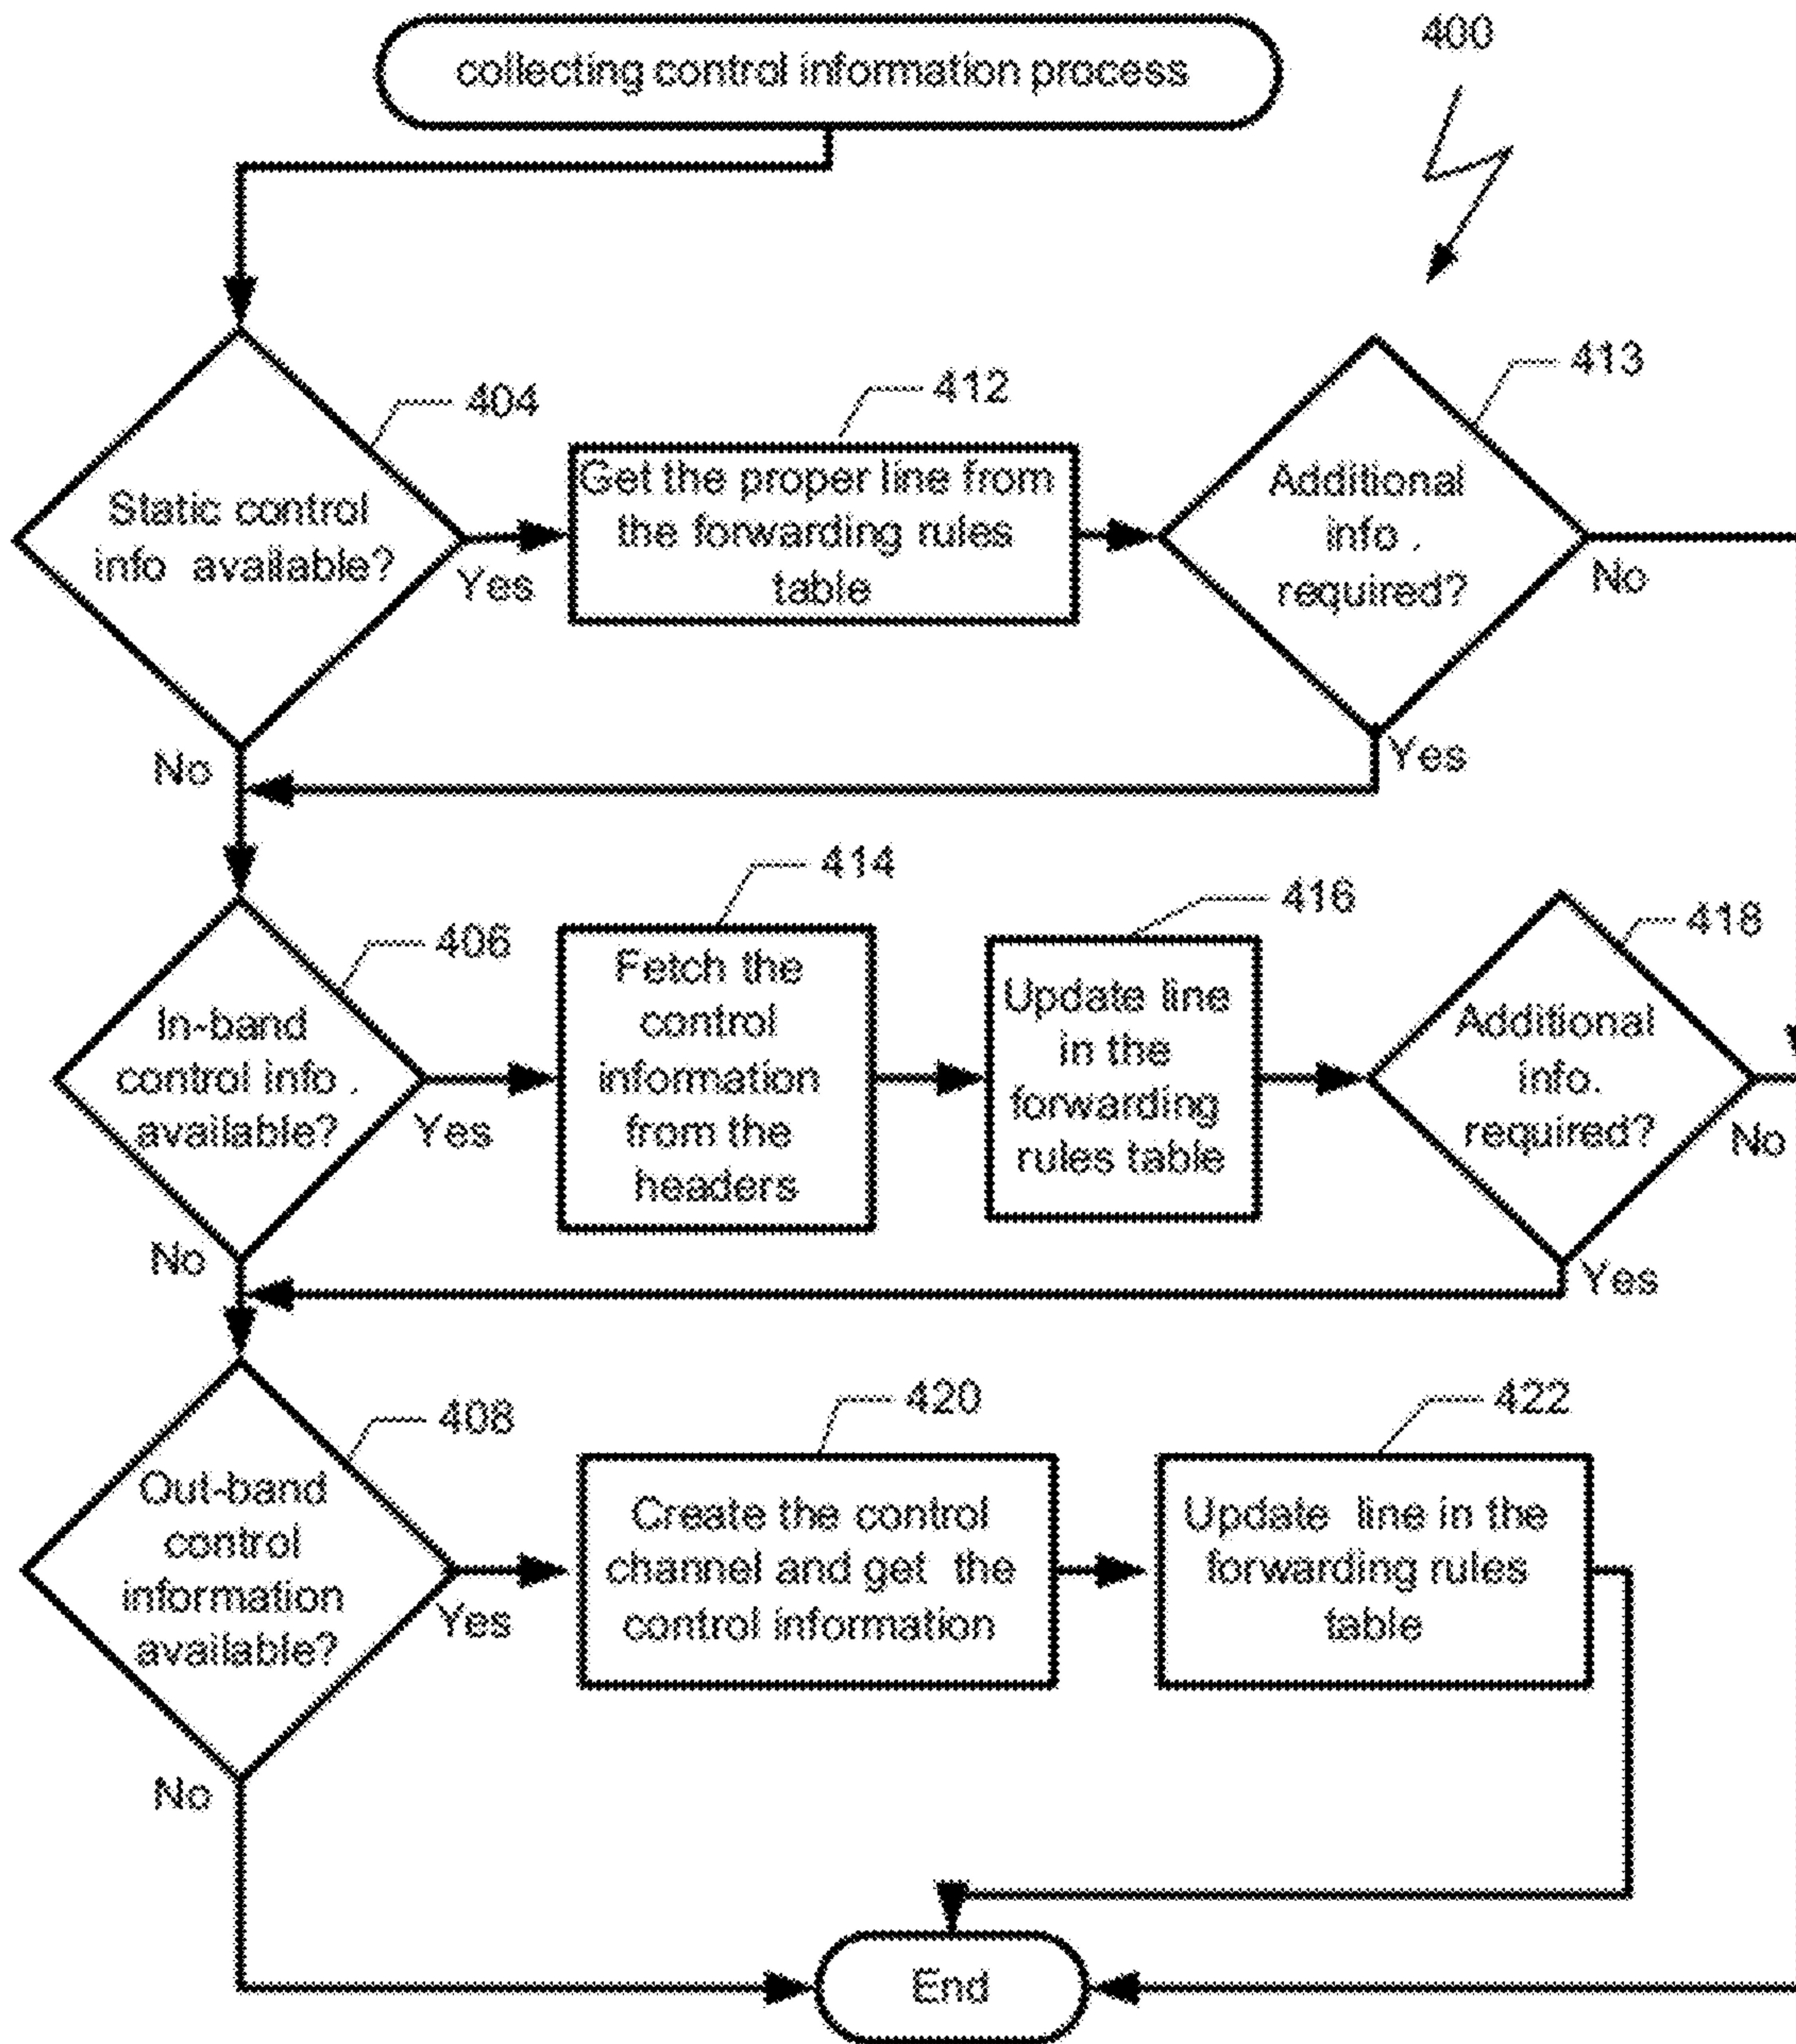 collecting control information process
400
404
Static control
info available?
Yes
No
412
Get the proper line from
the forwarding rules
table
413
Additional
info .
required?
No
Yes
406
In-band
control info .
available?
Yes
No
414
Fetch the
control
information
from the
headers
416
Update line
in the
forwarding
rules table
418
Additional
info.
required?
No
Yes
408
Out-band
control
information
available?
Yes
No
420
Create the control
channel and get the
control information
422
Update line in the
forwarding rules
table
End